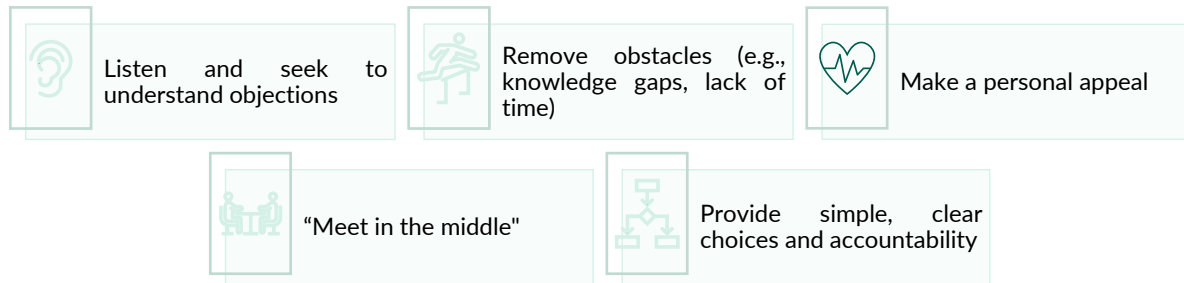 Listen and seek to
understand objections
Remove obstacles (e.g.,
knowledge gaps, lack of
time)
Make a personal appeal
“Meet in the middle"
Provide simple, clear
choices and accountability